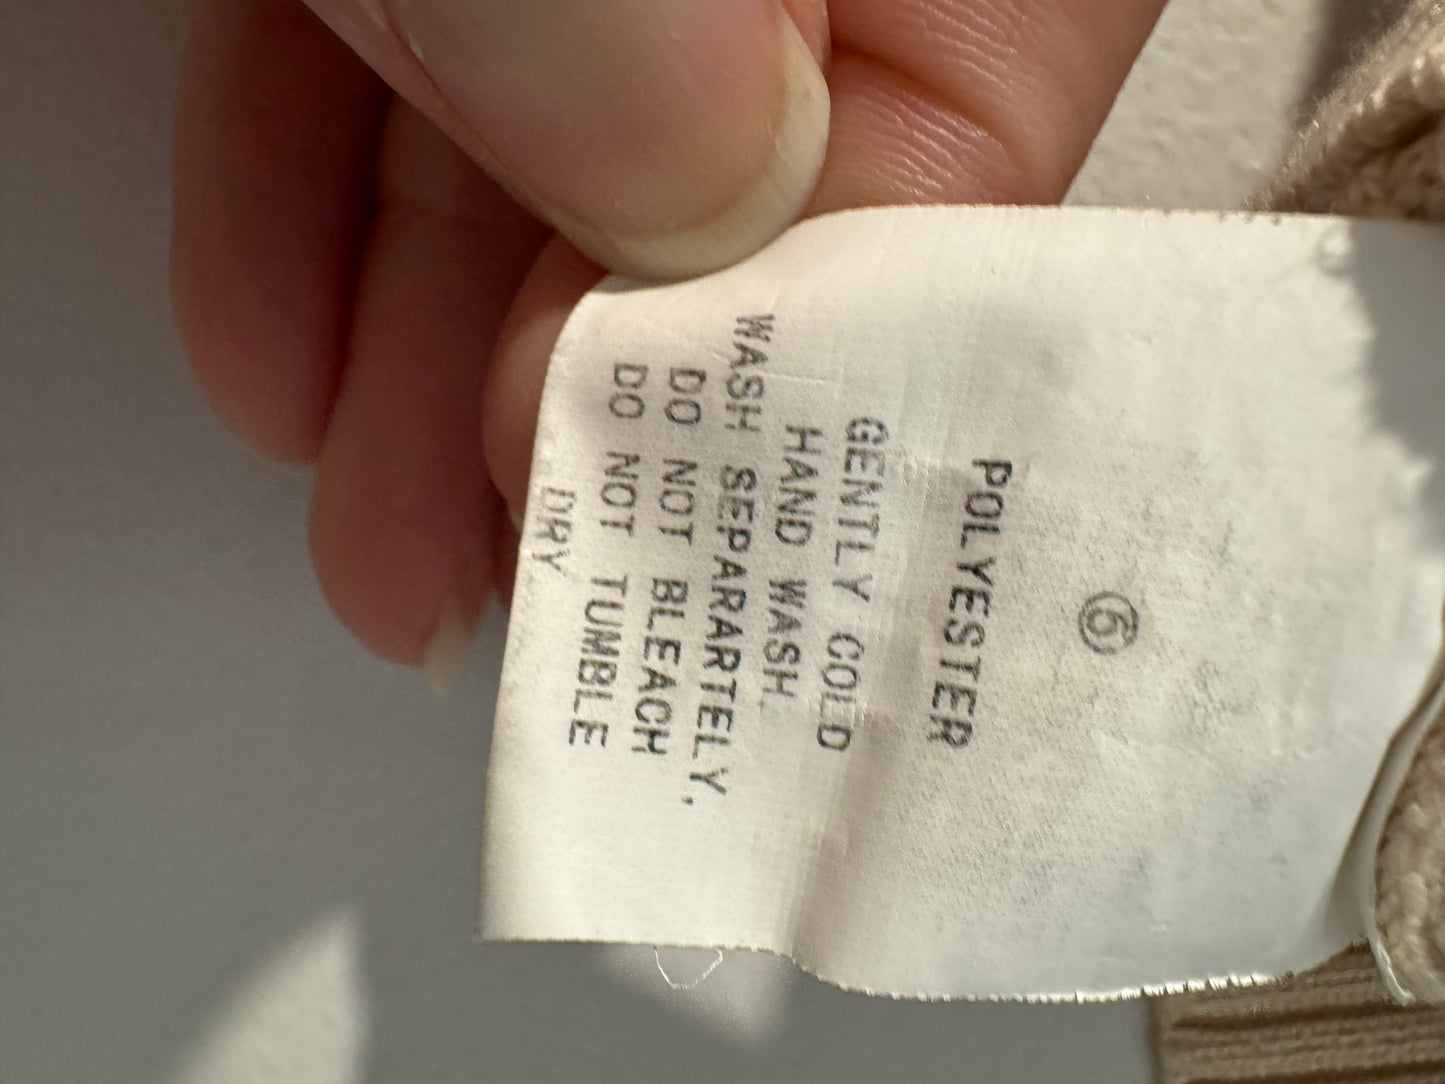 ⑥
POLYESTER
GENTLY COLD
HAND WASH.
WASH SEPARARTELY,
DO NOT BLEACH
DO NOT TUMBLE
DRY